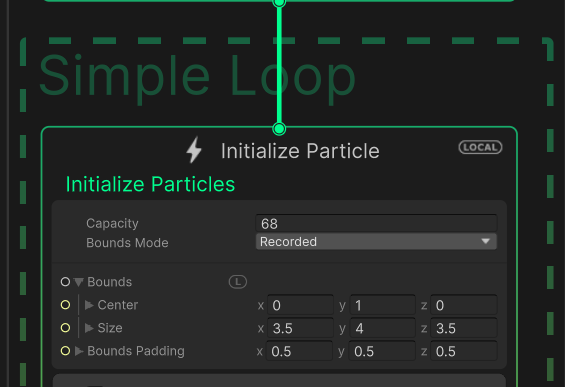 Simple Loop
Initialize Particle LOCAL
Initialize Particles
Capacity 68
Bounds Mode Recorded
Bounds L
Center x 0 y 1 z 0
Size x 3.5 y 4 z 3.5
Bounds Padding x 0.5 y 0.5 z 0.5